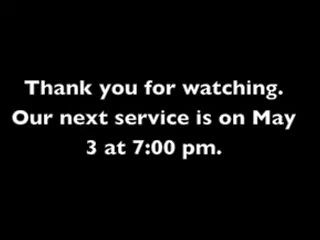 Thank you for watching.
Our next service is on May
3 at 7:00 pm.